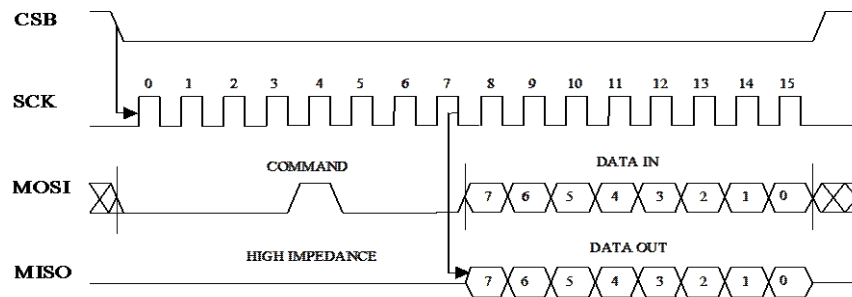 CSB
0 1 2 3 4 5 6 7 8 9 10 11 12 13 14 15
SCK
COMMAND DATA IN
MOSI 7 6 5 4 3 2 1 0
HIGH IMPEDANCE DATA OUT
MISO 7 6 5 4 3 2 1 0